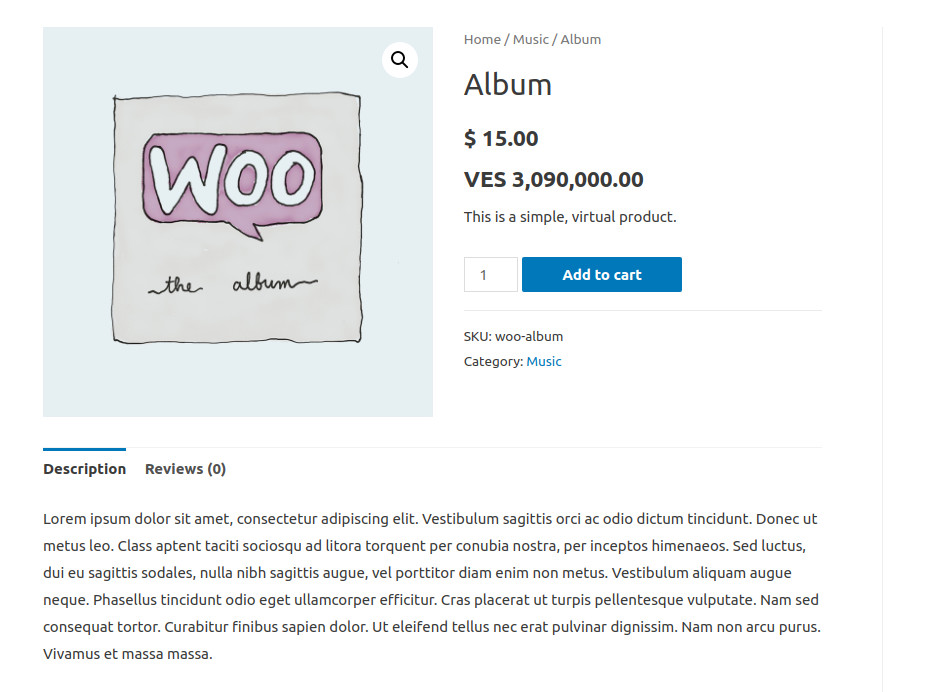 WOO
the album
Home / Music / Album
Album
$ 15.00
VES 3,090,000.00
This is a simple, virtual product.
1
Add to cart
SKU: woo-album
Category: Music
Description
Reviews (0)
Lorem ipsum dolor sit amet, consectetur adipiscing elit. Vestibulum sagittis orci ac odio dictum tincidunt. Donec ut
metus leo. Class aptent taciti sociosqu ad litora torquent per conubia nostra, per inceptos himenaeos. Sed luctus,
dui eu sagittis sodales, nulla nibh sagittis augue, vel porttitor diam enim non metus. Vestibulum aliquam augue
neque. Phasellus tincidunt odio eget ullamcorper efficitur. Cras placerat ut turpis pellentesque vulputate. Nam sed
consequat tortor. Curabitur finibus sapien dolor. Ut eleifend tellus nec erat pulvinar dignissim. Nam non arcu purus.
Vivamus et massa massa.